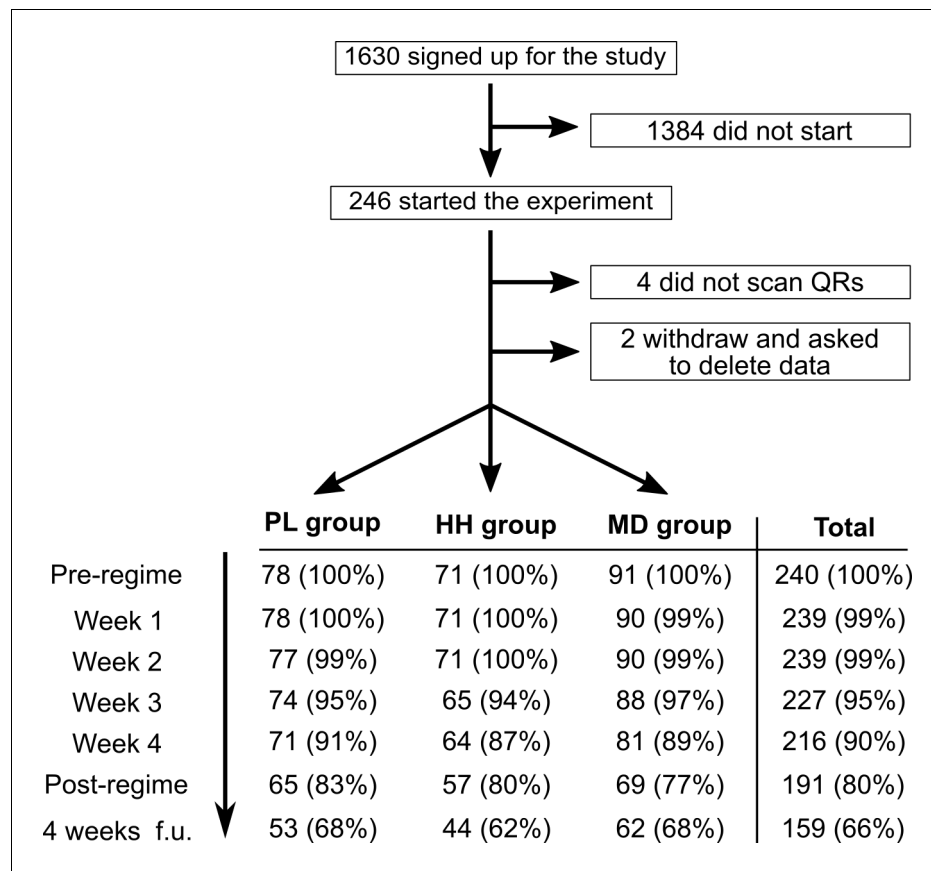 1630 signed up for the study
1384 did not start
246 started the experiment
4 did not scan QRs
2 withdraw and asked
to delete data
PL group HH group MD group Total
Pre-regime 78 (100%) 71 (100%) 91 (100%) 240 (100%)
Week 1 78 (100%) 71 (100%) 90 (99%) 239 (99%)
Week 2 77 (99%) 71 (100%) 90 (99%) 239 (99%)
Week 3 74 (95%) 65 (94%) 88 (97%) 227 (95%)
Week 4 71 (91%) 64 (87%) 81 (89%) 216 (90%)
Post-regime 65 (83%) 57 (80%) 69 (77%) 191 (80%)
4 weeks f.u. 53 (68%) 44 (62%) 62 (68%) 159 (66%)